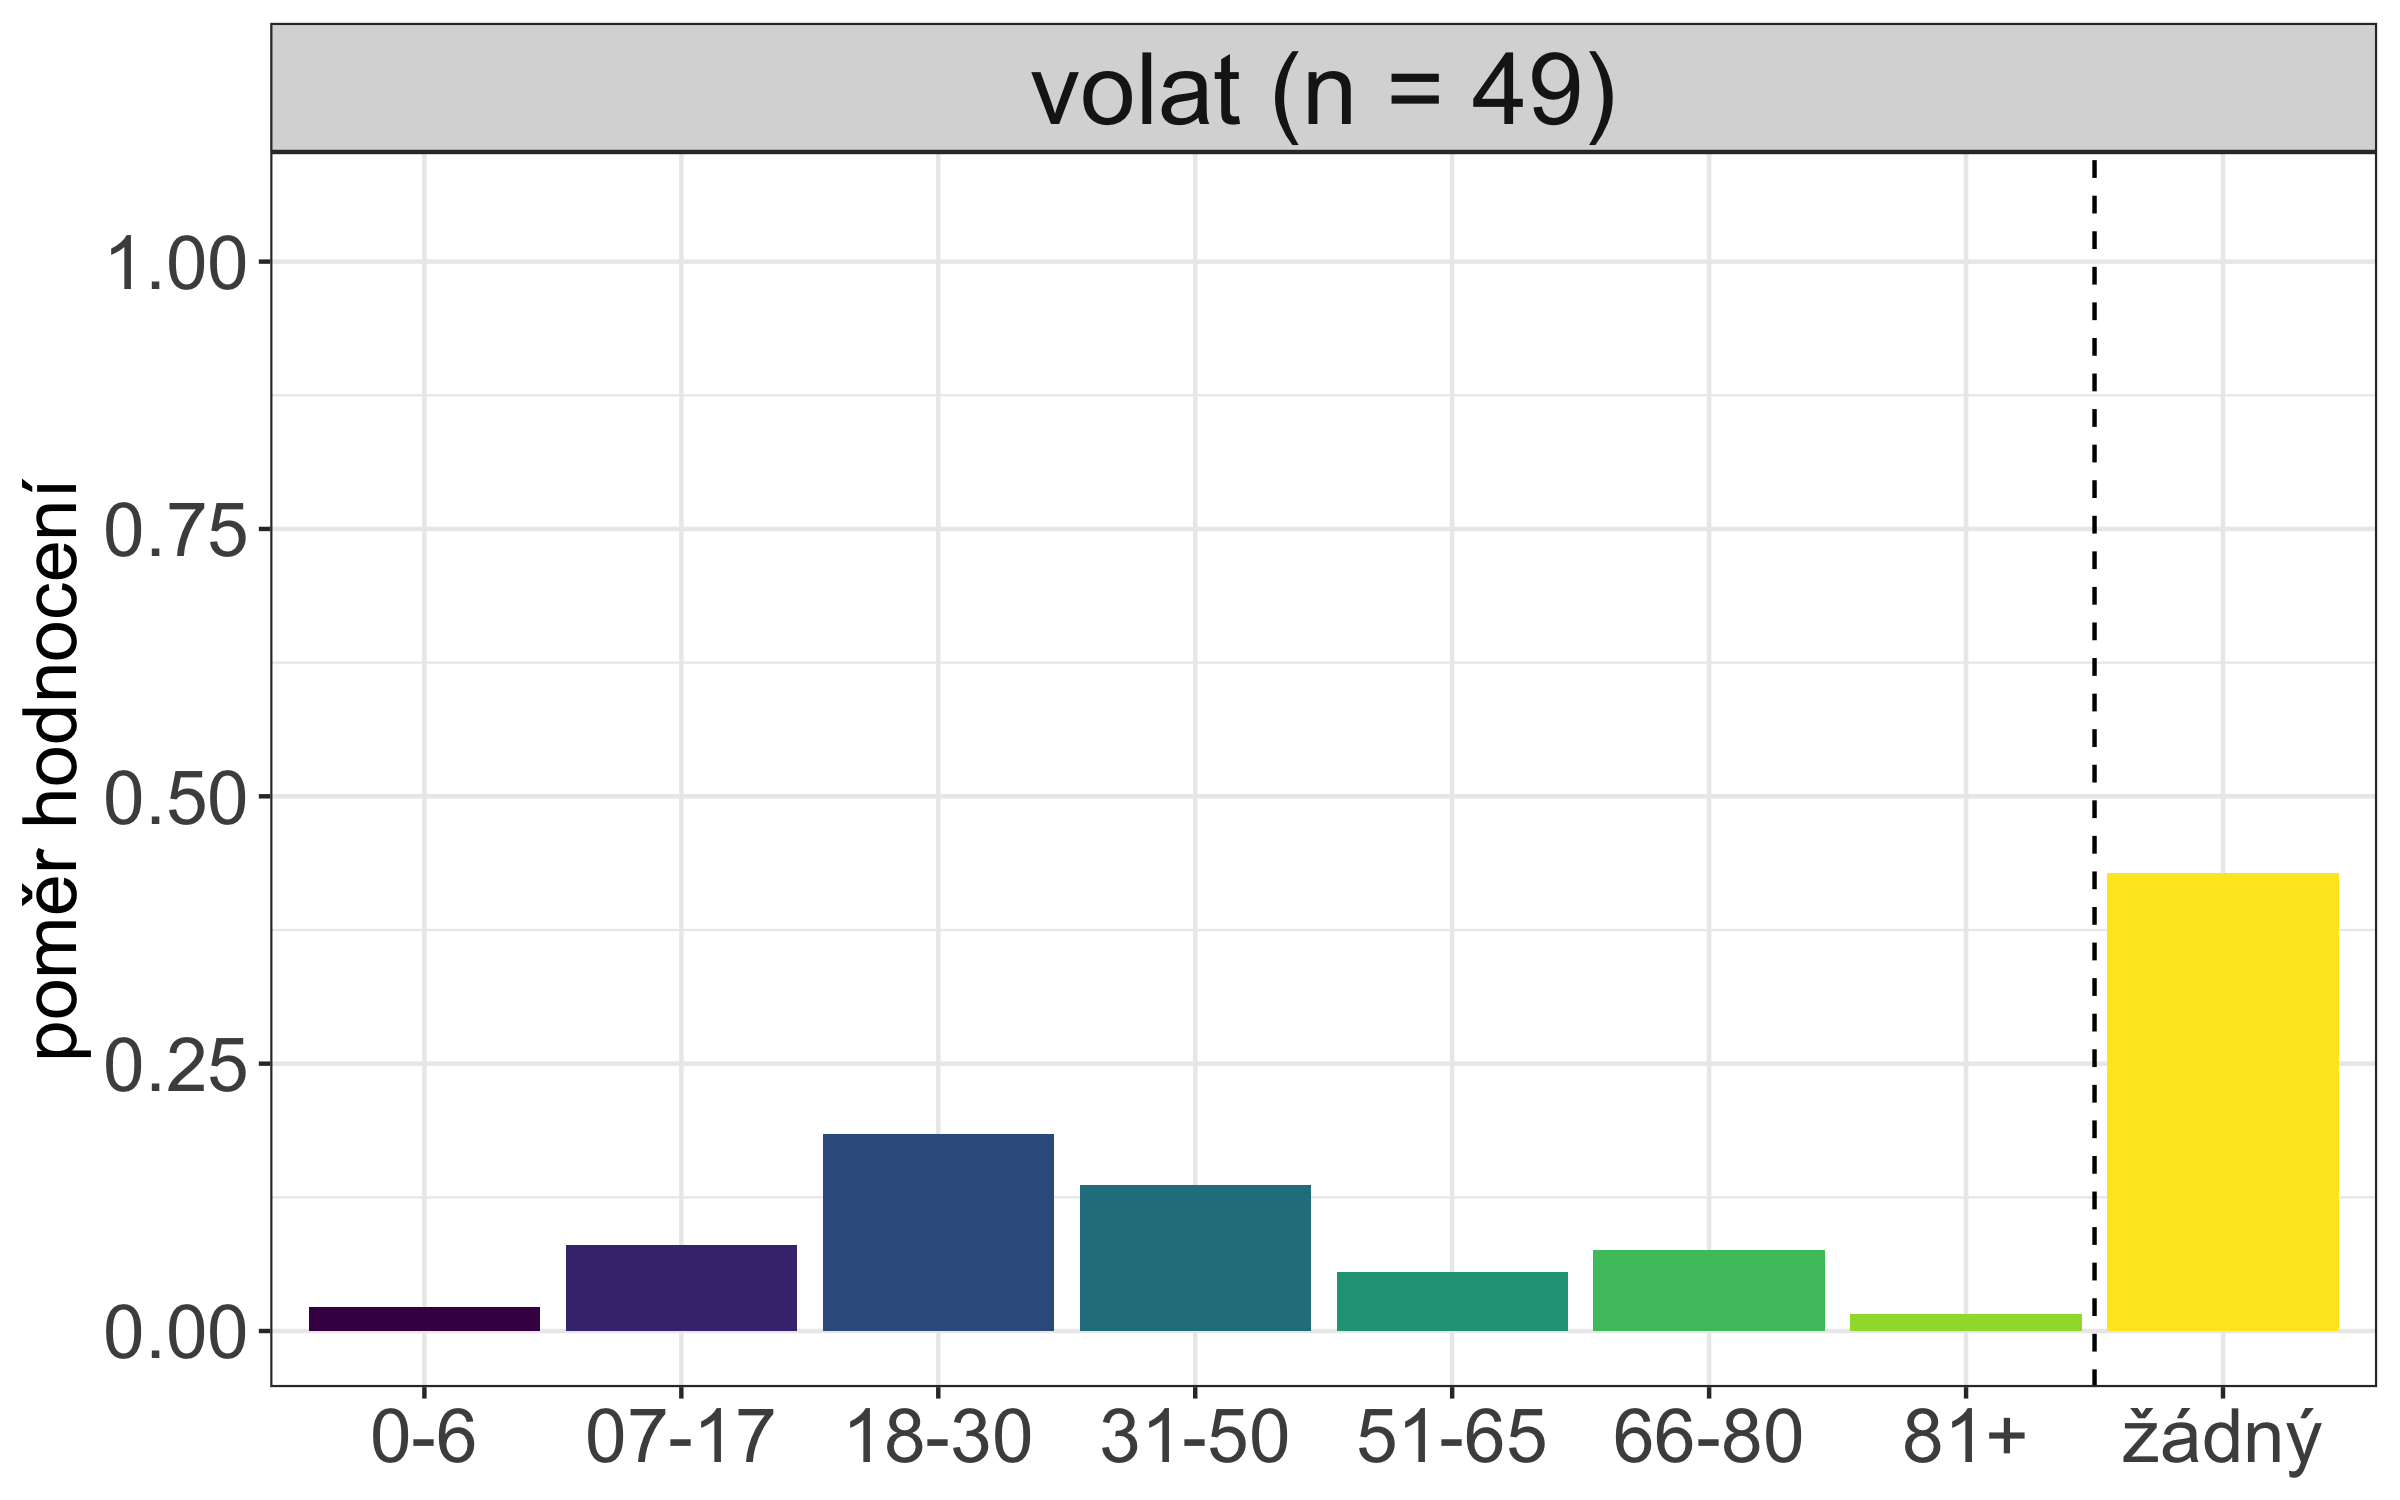 volat (n = 49)
poměr hodnocení
1.00
0.75
0.50
0.25
0.00
0-6 07-17 18-30 31-50 51-65 66-80 81+ žádný